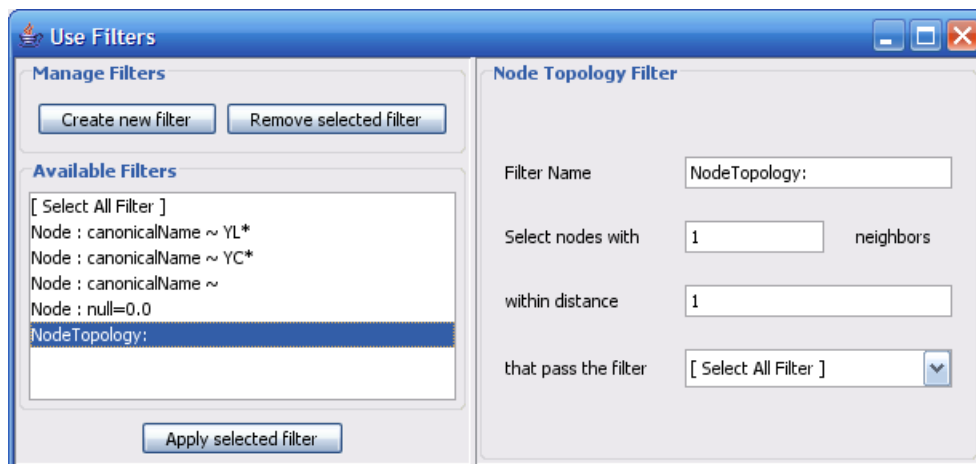 Use Filters
Manage Filters
Create new filter Remove selected filter
Available Filters
[ Select All Filter ]
Node : canonicalName ~ YL*
Node : canonicalName ~ YC*
Node : canonicalName ~
Node : null=0.0
NodeTopology:
Apply selected filter
Node Topology Filter
Filter Name NodeTopology:
Select nodes with 1 neighbors
within distance 1
that pass the filter [ Select All Filter ]